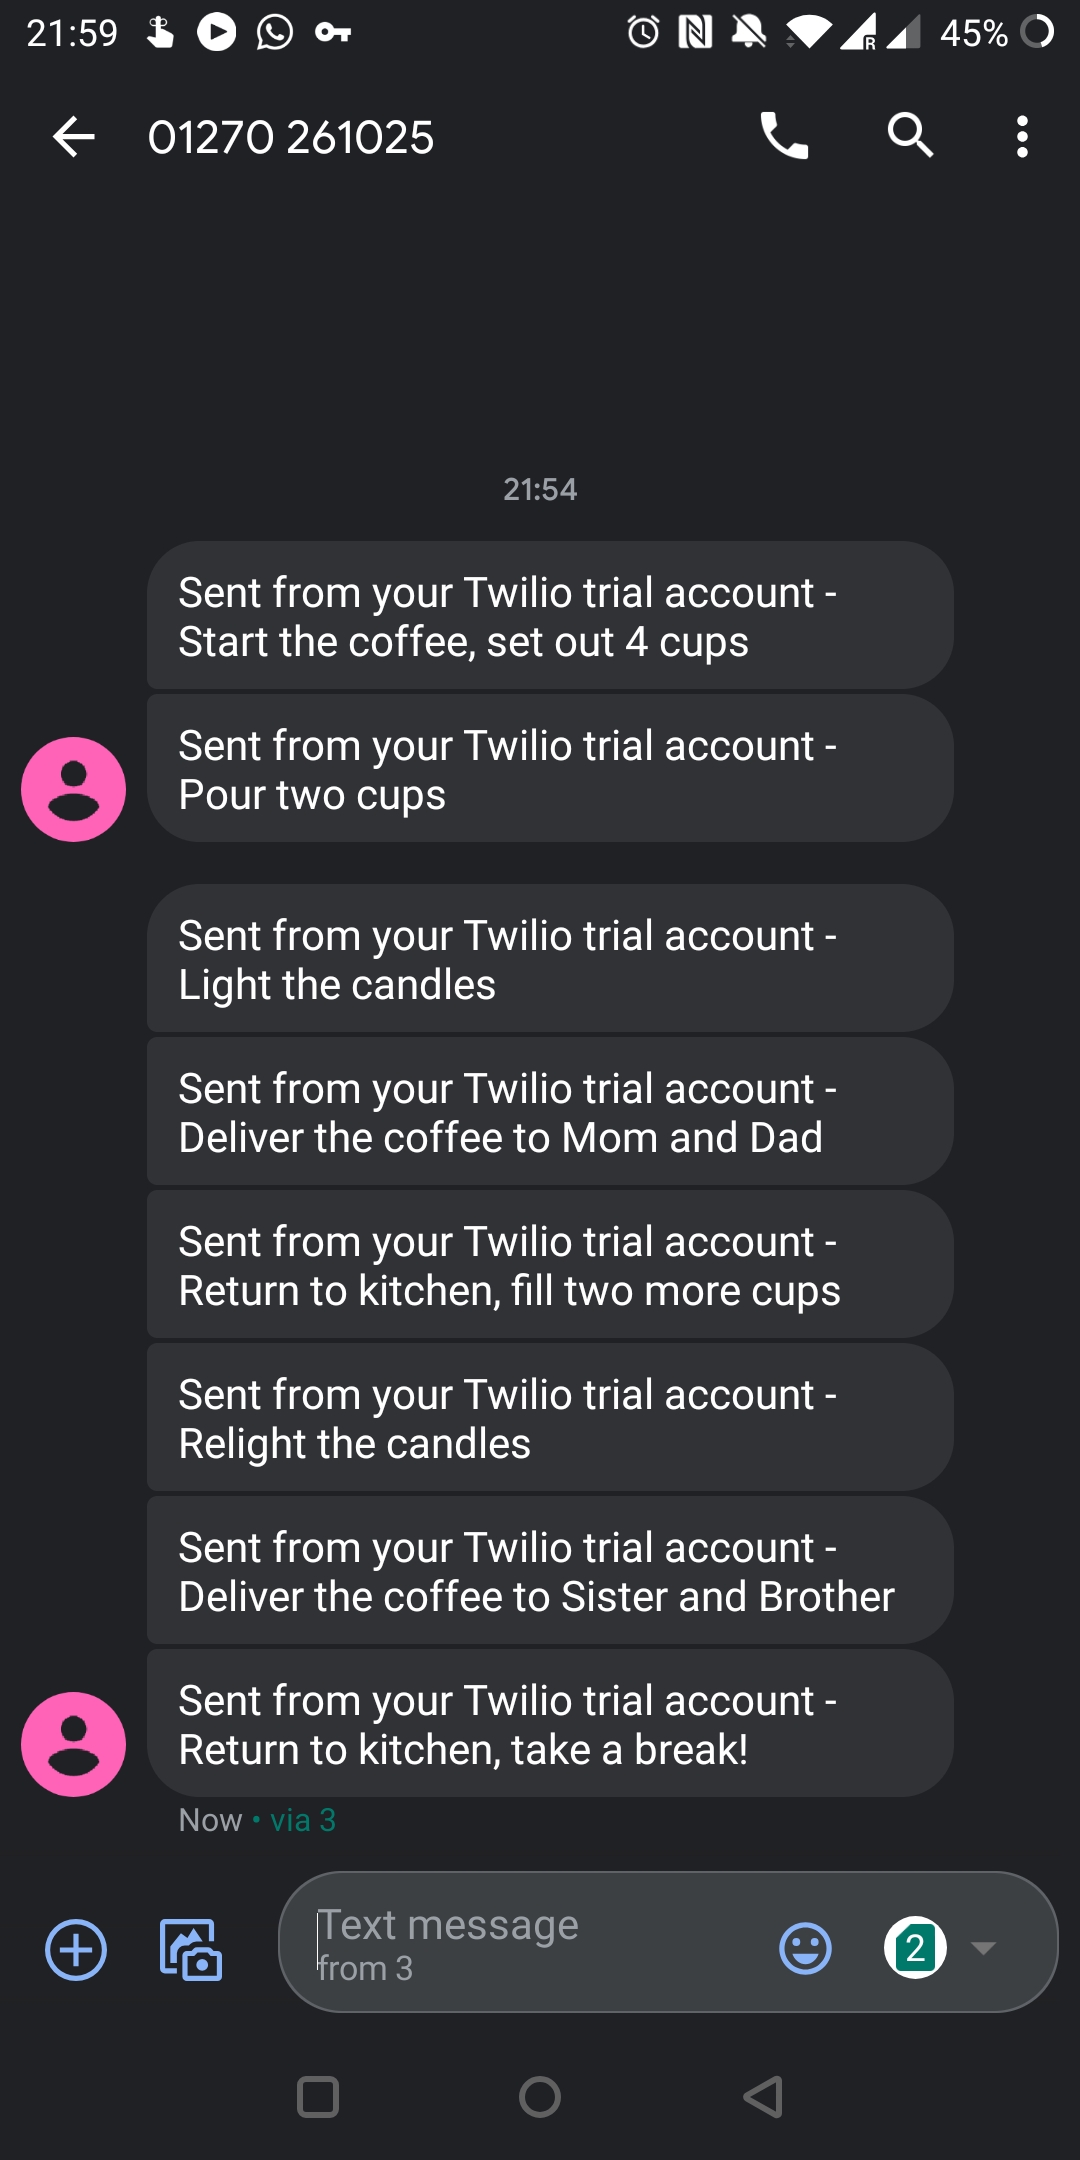 21:59
45%
01270 261025
21:54
Sent from your Twilio trial account -
Start the coffee, set out 4 cups
Sent from your Twilio trial account -
Pour two cups
Sent from your Twilio trial account -
Light the candles
Sent from your Twilio trial account -
Deliver the coffee to Mom and Dad
Sent from your Twilio trial account -
Return to kitchen, fill two more cups
Sent from your Twilio trial account -
Relight the candles
Sent from your Twilio trial account -
Deliver the coffee to Sister and Brother
Sent from your Twilio trial account -
Return to kitchen, take a break!
Now • via 3
Text message
from 3
2